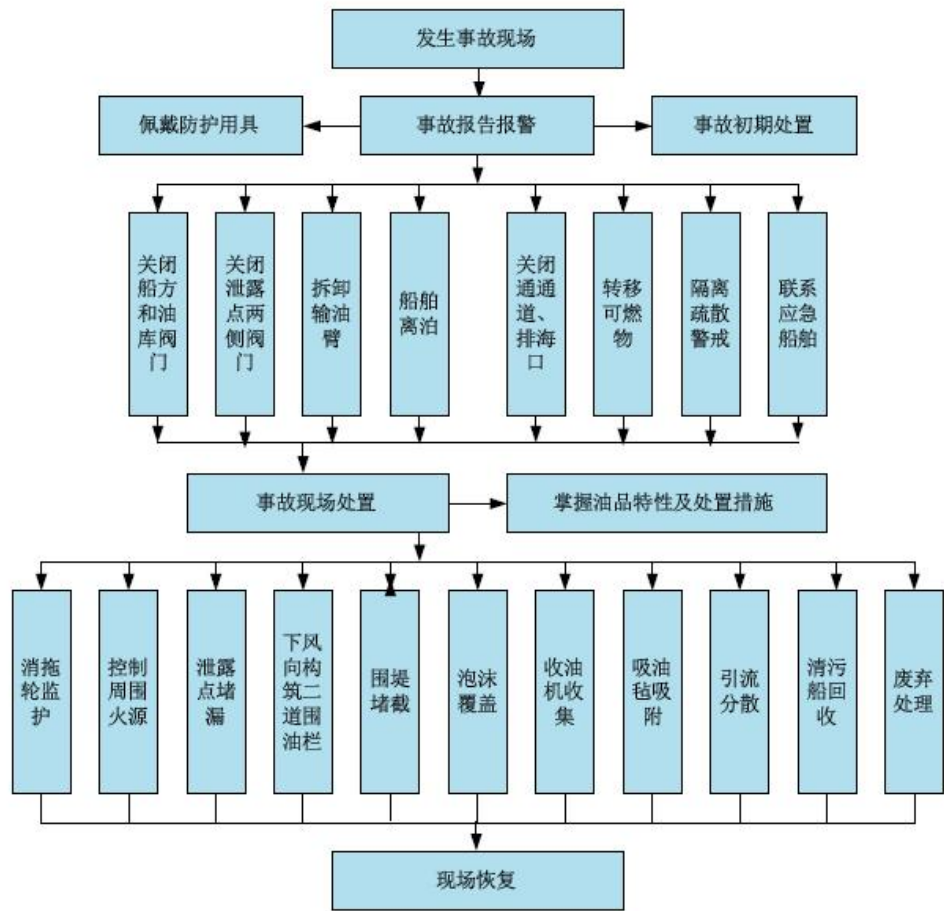 发生事故现场
佩戴防护用具
事故报告报警
事故初期处置
关闭
船方
和油
库阀
门
关闭
泄露
点两
侧阀
门
拆卸
输油
臂
船舶
离泊
关闭
通通
道、
排海
口
转移
可燃
物
隔离
疏散
警戒
联系
应急
船舶
事故现场处置
掌握油品特性及处置措施
消拖
轮监
护
控制
周围
火源
泄露
点堵
漏
下风
向构
筑二
道围
油栏
围堤
堵截
泡沫
覆盖
收油
机收
集
吸油
毡吸
附
引流
分散
清污
船回
收
废弃
处理
现场恢复